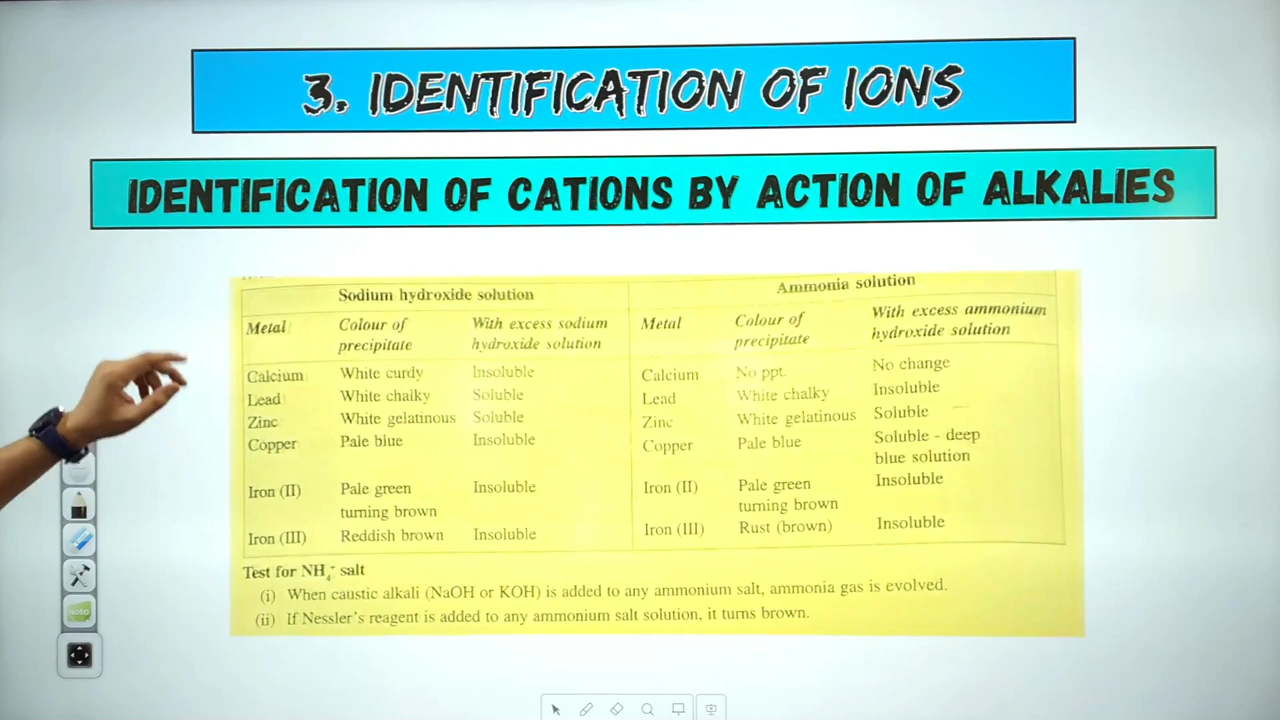 3. IDENTIFICATION OF IONS
IDENTIFICATION OF CATIONS BY ACTION OF ALKALIES
Sodium hydroxide solution Ammonia solution
Metal Colour of precipitate With excess sodium hydroxide solution Metal Colour of precipitate With excess ammonium hydroxide solution
Calcium White curdy Insoluble Calcium No ppt. No change
Lead White chalky Soluble Lead White chalky Insoluble
Zinc White gelatinous Soluble Zinc White gelatinous Soluble
Copper Pale blue Insoluble Copper Pale blue Soluble - deep blue solution
Iron (II) Pale green turning brown Insoluble Iron (II) Pale green turning brown Insoluble
Iron (III) Reddish brown Insoluble Iron (III) Rust (brown) Insoluble
Test for NH₄⁺ salt
(i) When caustic alkali (NaOH or KOH) is added to any ammonium salt, ammonia gas is evolved.
(ii) If Nessler's reagent is added to any ammonium salt solution, it turns brown.
Note